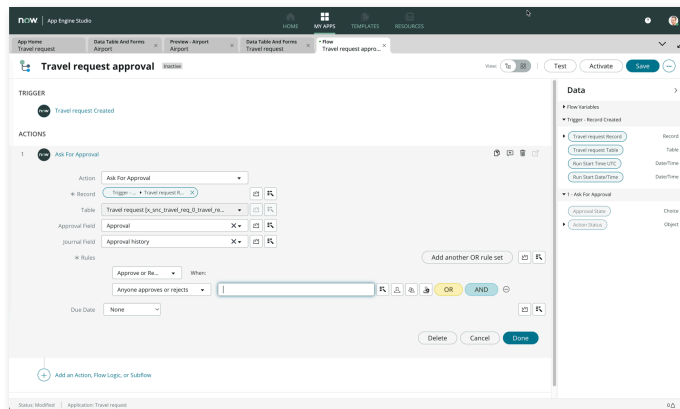 now. App Engine Studio
HOME MY APPS TEMPLATES RESOURCES
App Home
Travel request
Data Table And Forms
Airport
Preview - Airport
Airport
Data Table And Forms
Travel request
• Flow
Travel request appro...
Travel request approval Inactive
View: Test Activate Save
TRIGGER
now Travel request Created
ACTIONS
1 now Ask For Approval
Action Ask For Approval
Record Trigger - ... ▸ Travel request R... ×
Table Travel request [x_snc_travel_req_0_travel_re...
Approval Field Approval
Journal Field Approval history
Rules Add another OR rule set
Approve or Re... When:
Anyone approves or rejects OR AND
Due Date None
Delete Cancel Done
Add an Action, Flow Logic, or Subflow
Data
Flow Variables
Trigger - Record Created
Travel request Record Record
Travel request Table Table
Run Start Time UTC Date/Time
Run Start Date/Time Date/Time
1 - Ask For Approval
Approval State Choice
Action Status Object
Status: Modified | Application: Travel request 0